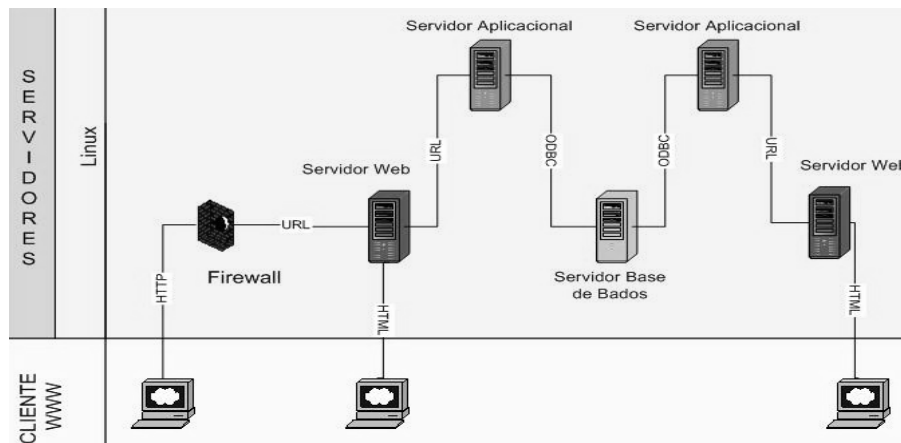 Servidor Aplicacional
Servidor Aplicacional
SERVIDORES
Linux
URL
ODBC
ODBC
URL
Servidor Web
Servidor Web
URL
Firewall
Servidor Base
de Bados
HTTP
HTML
HTML
CLIENTE
WWW